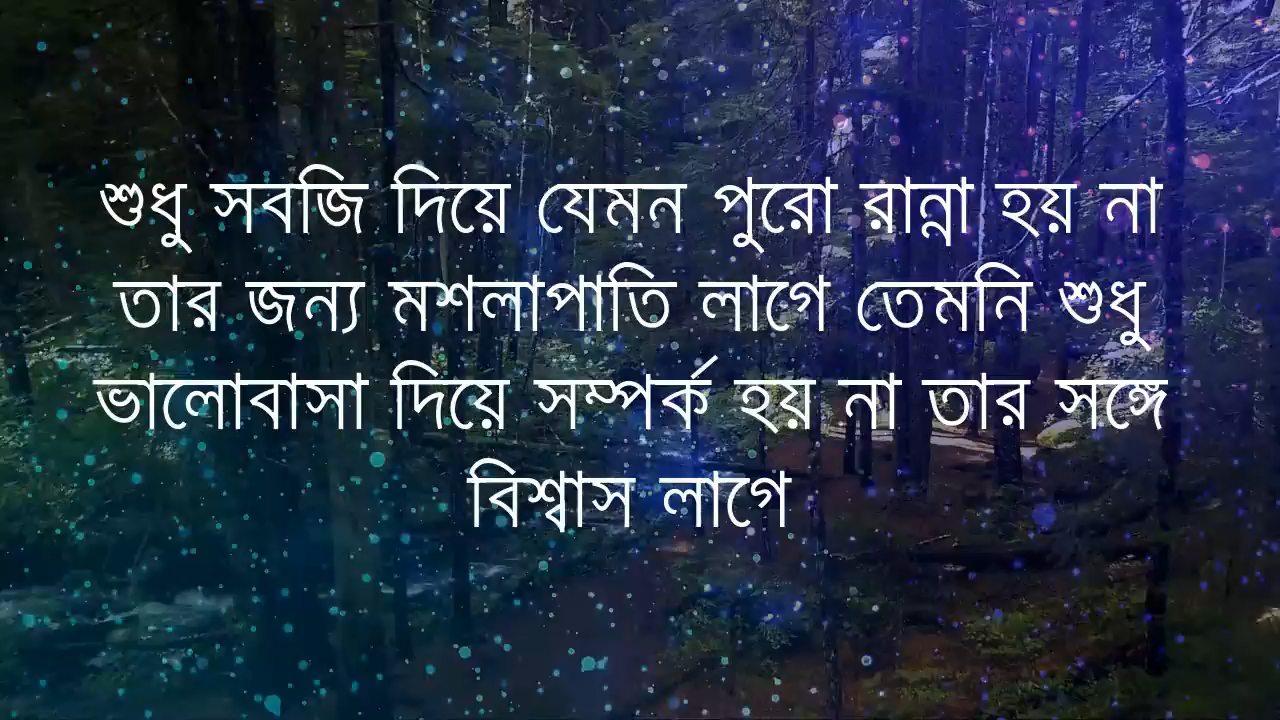 শুধু সবজি দিয়ে যেমন পুরো রান্না হয় না
তার জন্য মশলাপাতি লাগে তেমনি শুধু
ভালোবাসা দিয়ে সম্পর্ক হয় না তার সঙ্গে
বিশ্বাস লাগে